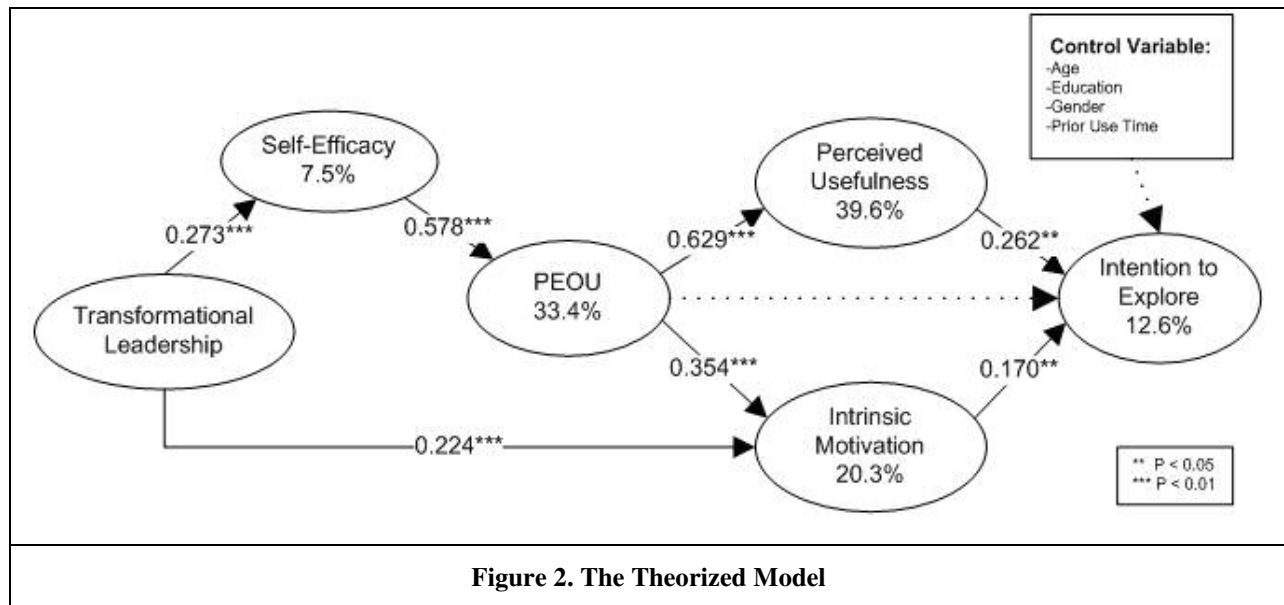 Control Variable:
-Age
-Education
-Gender
-Prior Use Time
Self-Efficacy
7.5%
Perceived
Usefulness
39.6%
0.273***
0.578***
0.629***
0.262**
PEOU
33.4%
Intention to
Explore
12.6%
Transformational
Leadership
0.354***
0.170**
Intrinsic
Motivation
20.3%
0.224***
** P < 0.05
*** P < 0.01
Figure 2. The Theorized Model